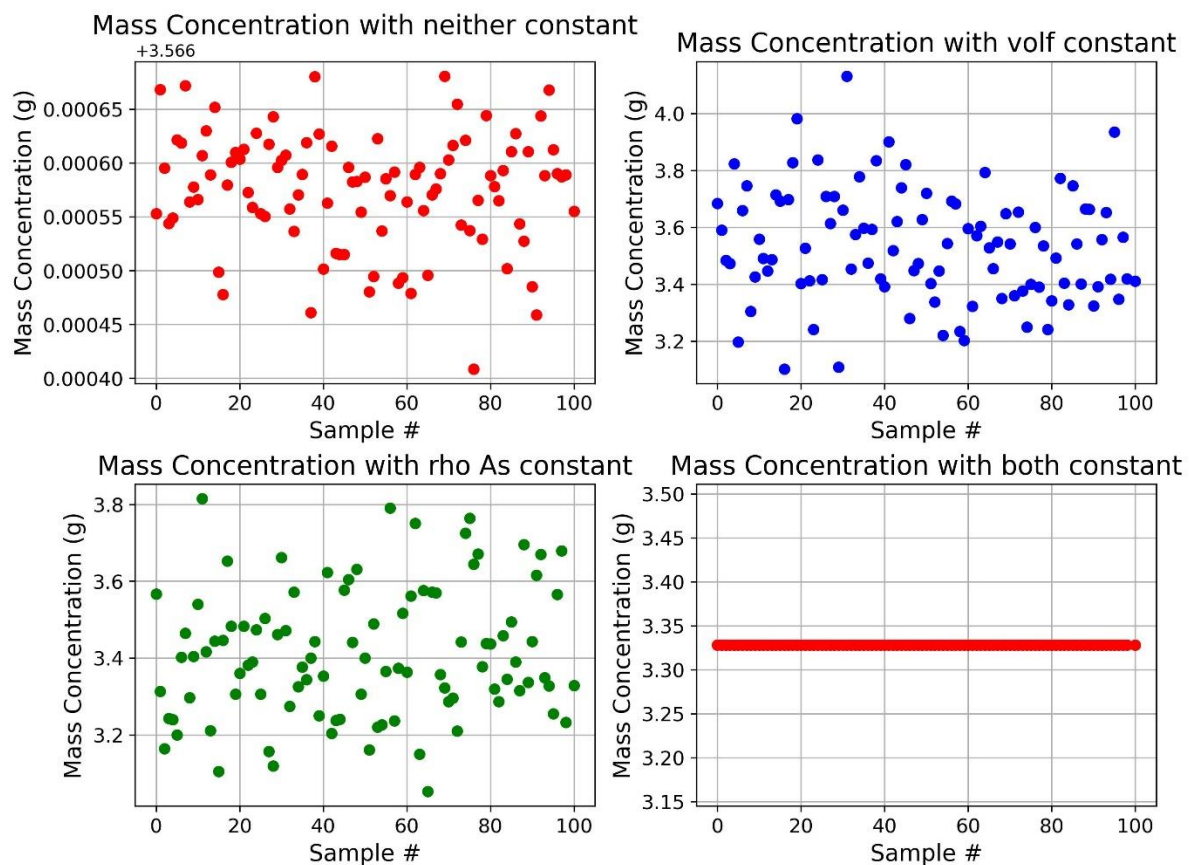 Mass Concentration with neither constant
+3.566
Mass Concentration (g)
0.00065
0.00060
0.00055
0.00050
0.00045
0.00040
0 20 40 60 80 100
Sample #
Mass Concentration with volf constant
Mass Concentration (g)
4.0
3.8
3.6
3.4
3.2
0 20 40 60 80 100
Sample #
Mass Concentration with rho As constant
Mass Concentration (g)
3.8
3.6
3.4
3.2
0 20 40 60 80 100
Sample #
Mass Concentration with both constant
Mass Concentration (g)
3.50
3.45
3.40
3.35
3.30
3.25
3.20
3.15
0 20 40 60 80 100
Sample #